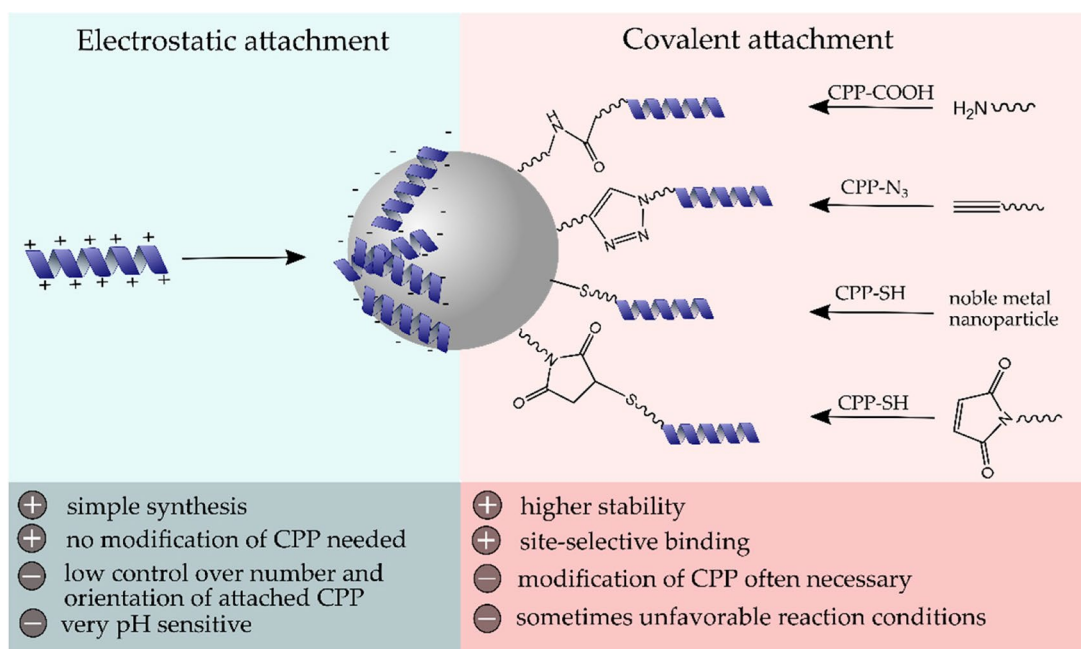 Electrostatic attachment
Covalent attachment
CPP-COOH
H₂N
CPP-N₃
CPP-SH
noble metal
nanoparticle
CPP-SH
H
N
O
N
N
N
S
O
N
O
S
O
N
O
+ + + + +
+ + + + +
- - - - - - - - - - - - - - - -
+ simple synthesis
+ no modification of CPP needed
− low control over number and
orientation of attached CPP
− very pH sensitive
+ higher stability
+ site-selective binding
− modification of CPP often necessary
− sometimes unfavorable reaction conditions